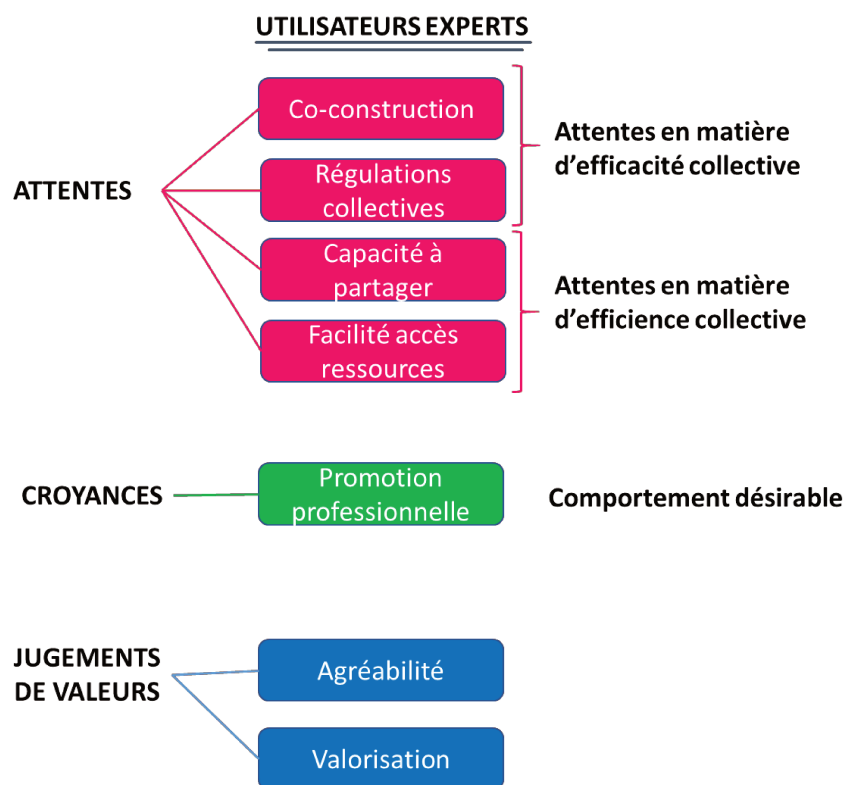 UTILISATEURS EXPERTS
Co-construction
Attentes en matière
d'efficacité collective
ATTENTES
Régulations
collectives
Capacité à
partager
Attentes en matière
d'efficience collective
Facilité accès
ressources
CROYANCES
Promotion
professionnelle
Comportement désirable
JUGEMENTS
DE VALEURS
Agréabilité
Valorisation